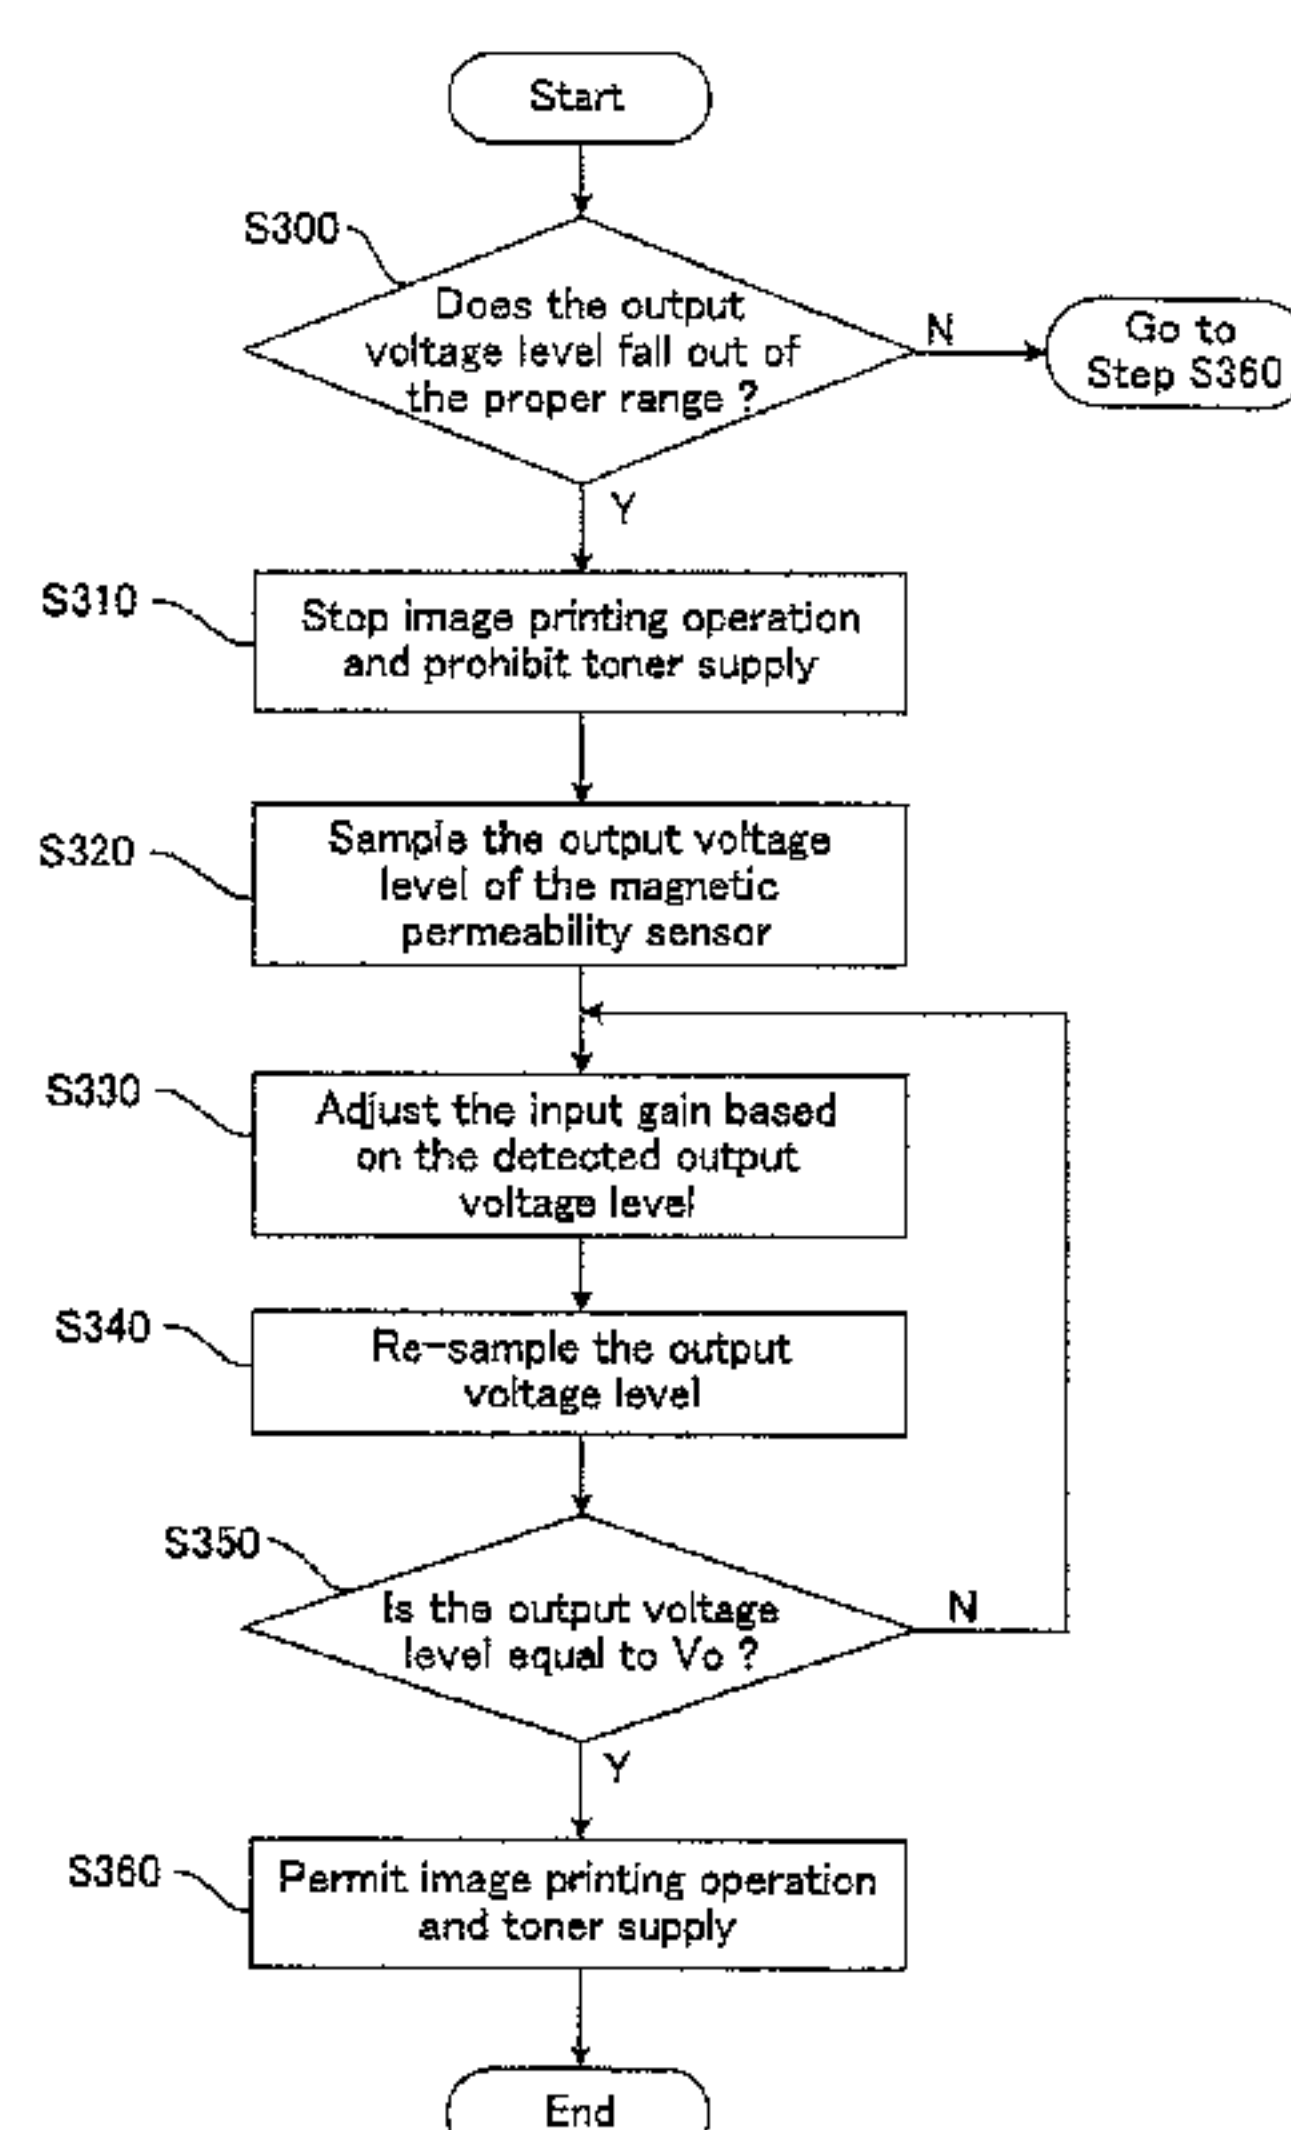 Start
S300
Does the output
voltage level fall out of
the proper range ?
N
Go to
Step S360
Y
S310
Stop image printing operation
and prohibit toner supply
S320
Sample the output voltage
level of the magnetic
permeability sensor
S330
Adjust the input gain based
on the detected output
voltage level
S340
Re-sample the output
voltage level
S350
Is the output voltage
level equal to Vo ?
N
Y
S360
Permit image printing operation
and toner supply
End